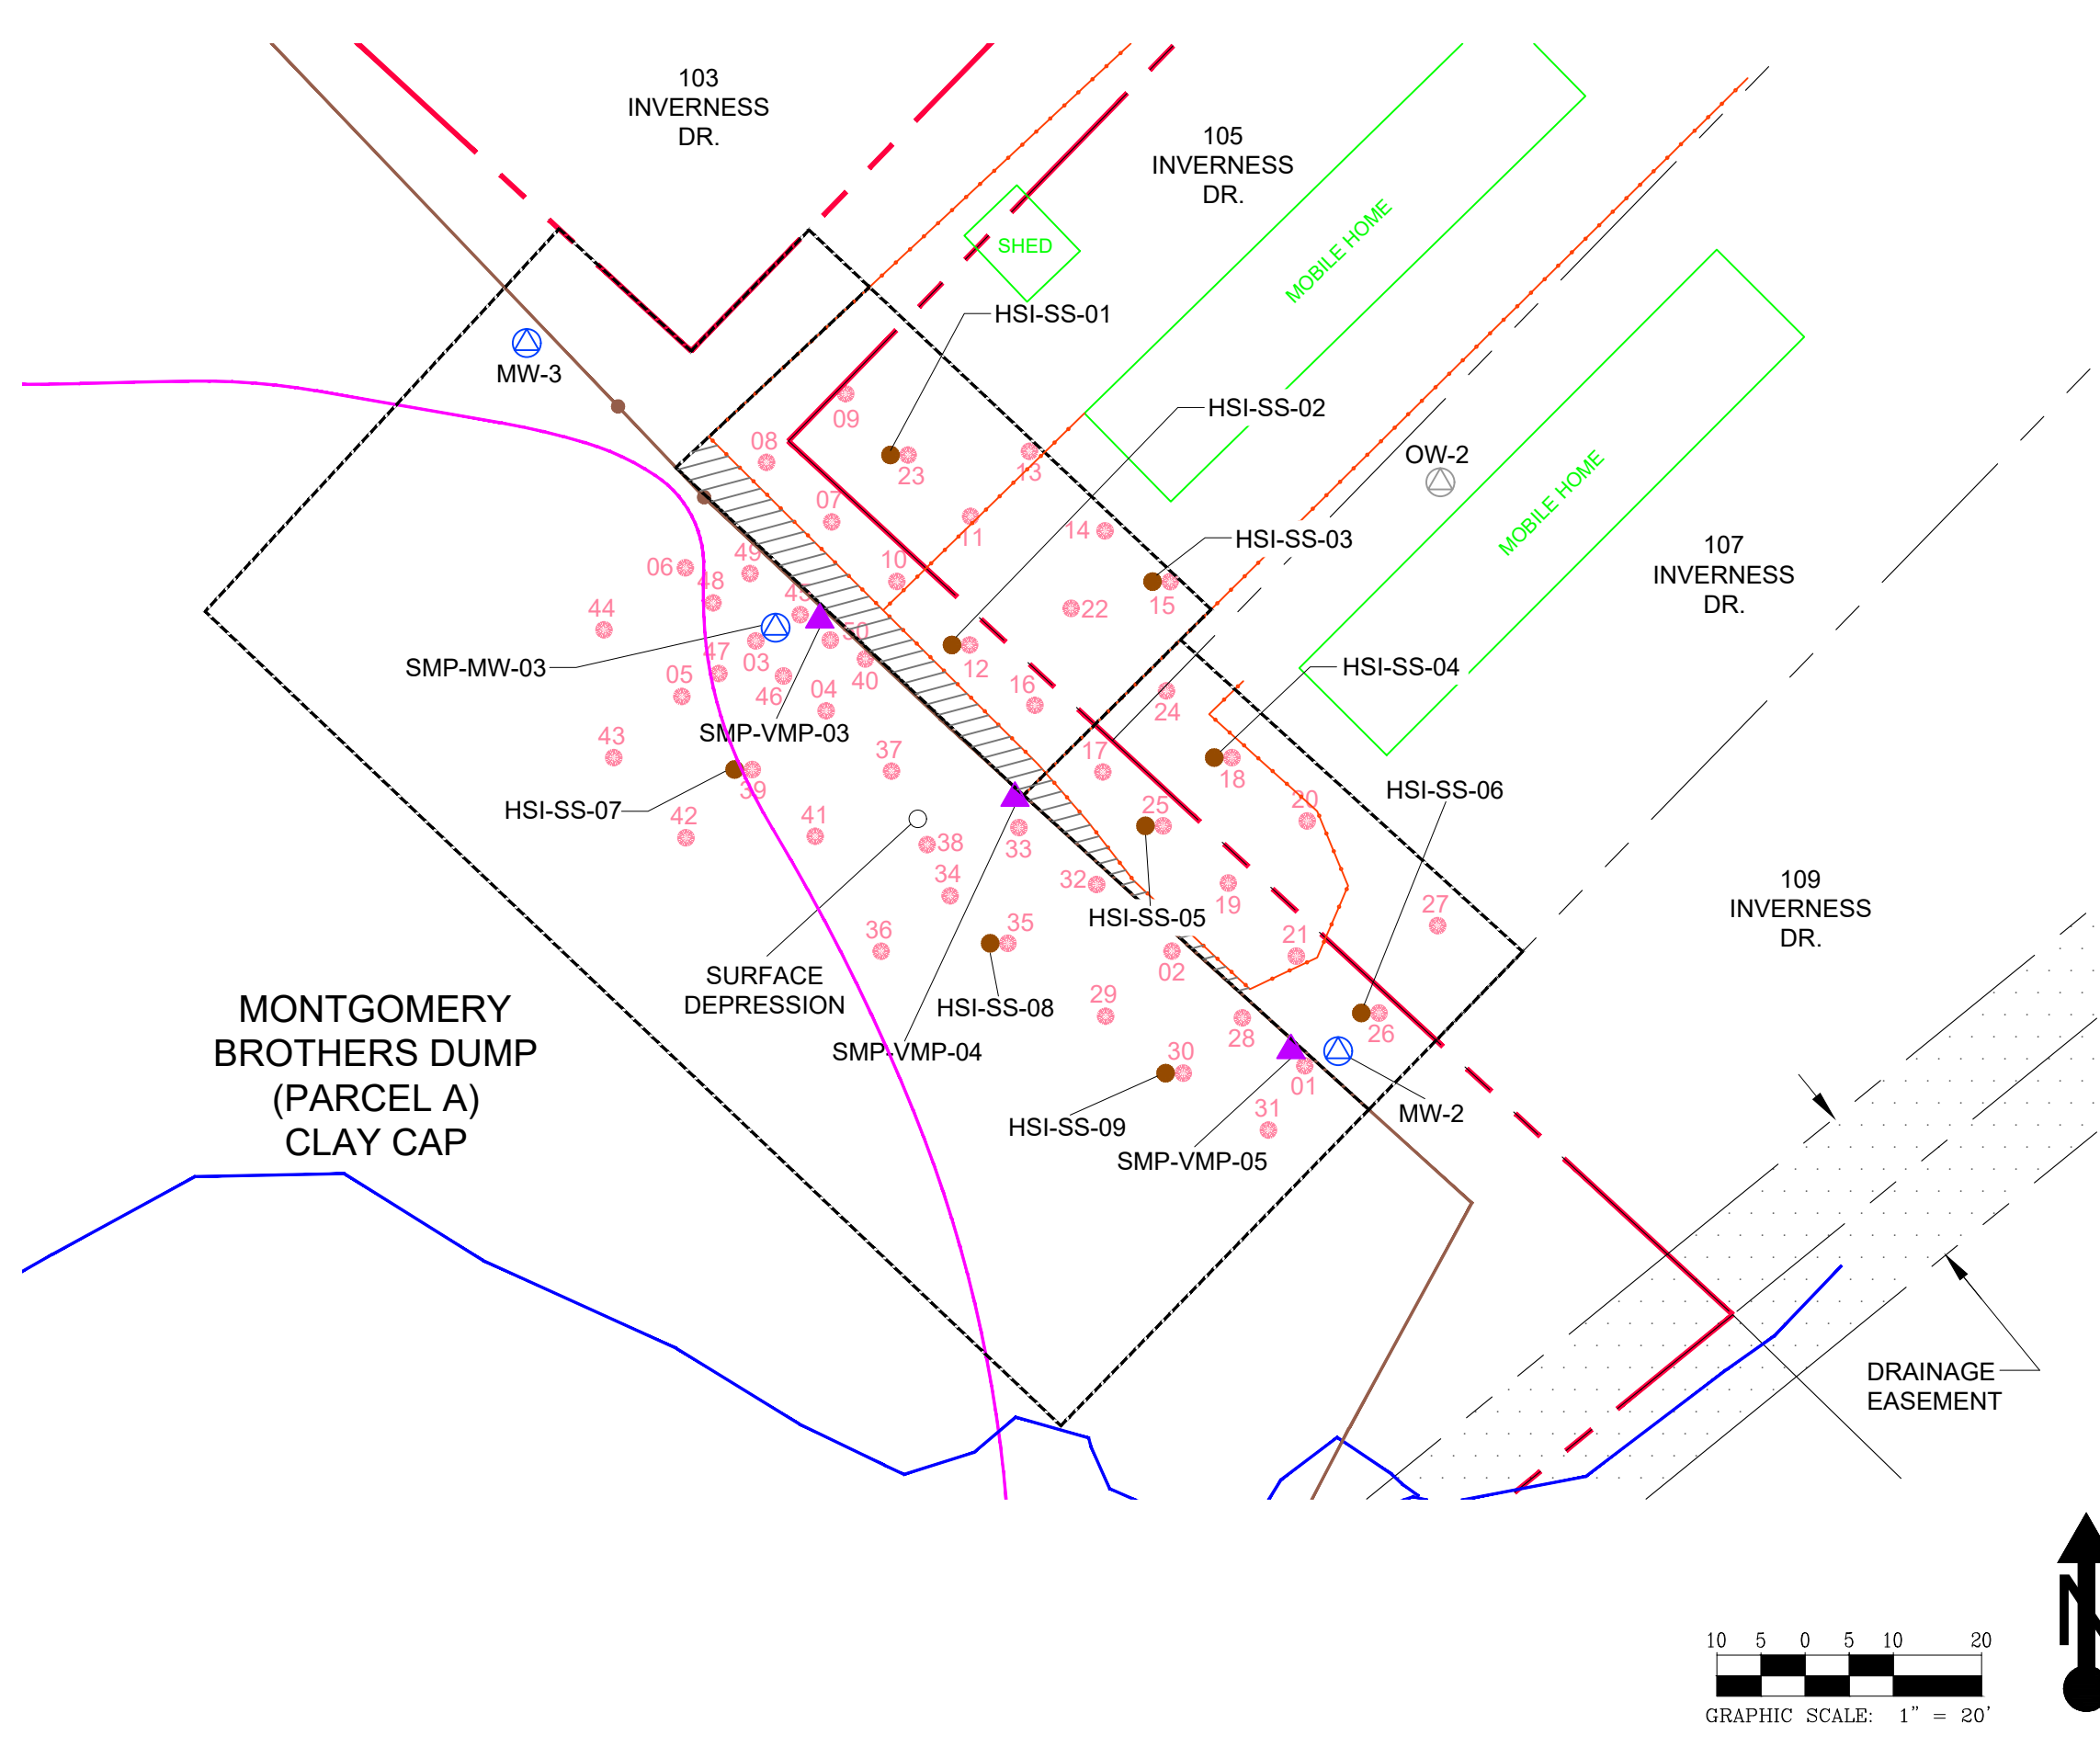 103
INVERNESS
DR.
105
INVERNESS
DR.
SHED
MOBILE HOME
HSI-SS-01
MW-3
HSI-SS-02
09
08
23
13
OW-2
MOBILE HOME
07
11
14
HSI-SS-03
107
INVERNESS
DR.
49
10
06
48
45
15
44
22
50
SMP-MW-03
47
03
12
HSI-SS-04
05
46
04
40
16
24
SMP-VMP-03
43
37
17
18
39
HSI-SS-06
HSI-SS-07
25
20
42
41
38
33
34
32
109
INVERNESS
DR.
19
27
HSI-SS-05
36
35
21
02
SURFACE
DEPRESSION
29
HSI-SS-08
28
26
MONTGOMERY
BROTHERS DUMP
(PARCEL A)
CLAY CAP
SMP-VMP-04
30
01
31
MW-2
HSI-SS-09
SMP-VMP-05
DRAINAGE
EASEMENT
N
10 5 0 5 10 20
GRAPHIC SCALE: 1" = 20'